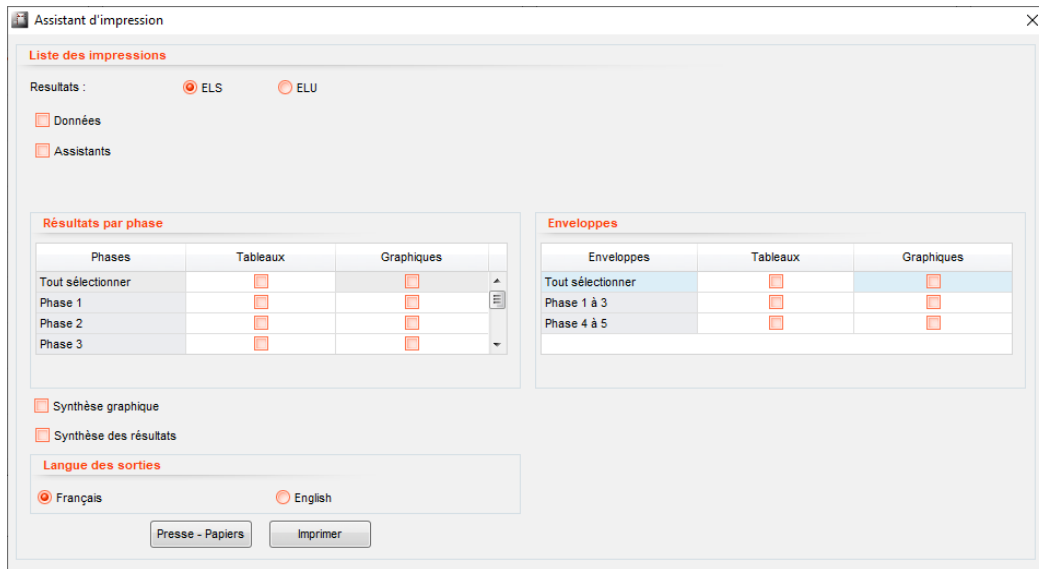 Assistant d'impression
Liste des impressions
Resultats : ELS ELU
Données
Assistants
Résultats par phase
Phases Tableaux Graphiques
Tout sélectionner
Phase 1
Phase 2
Phase 3
Enveloppes
Enveloppes Tableaux Graphiques
Tout sélectionner
Phase 1 à 3
Phase 4 à 5
Synthèse graphique
Synthèse des résultats
Langue des sorties
Français English
Presse - Papiers Imprimer